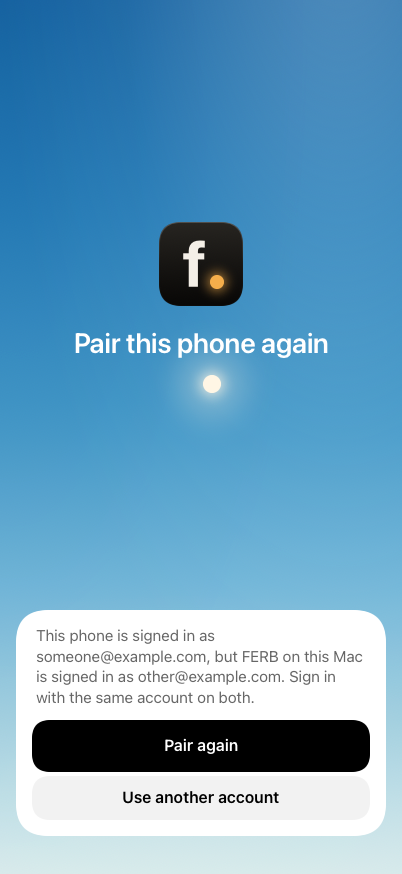 f
Pair this phone again
This phone is signed in as
someone@example.com, but FERB on this Mac
is signed in as other@example.com. Sign in
with the same account on both.
Pair again
Use another account